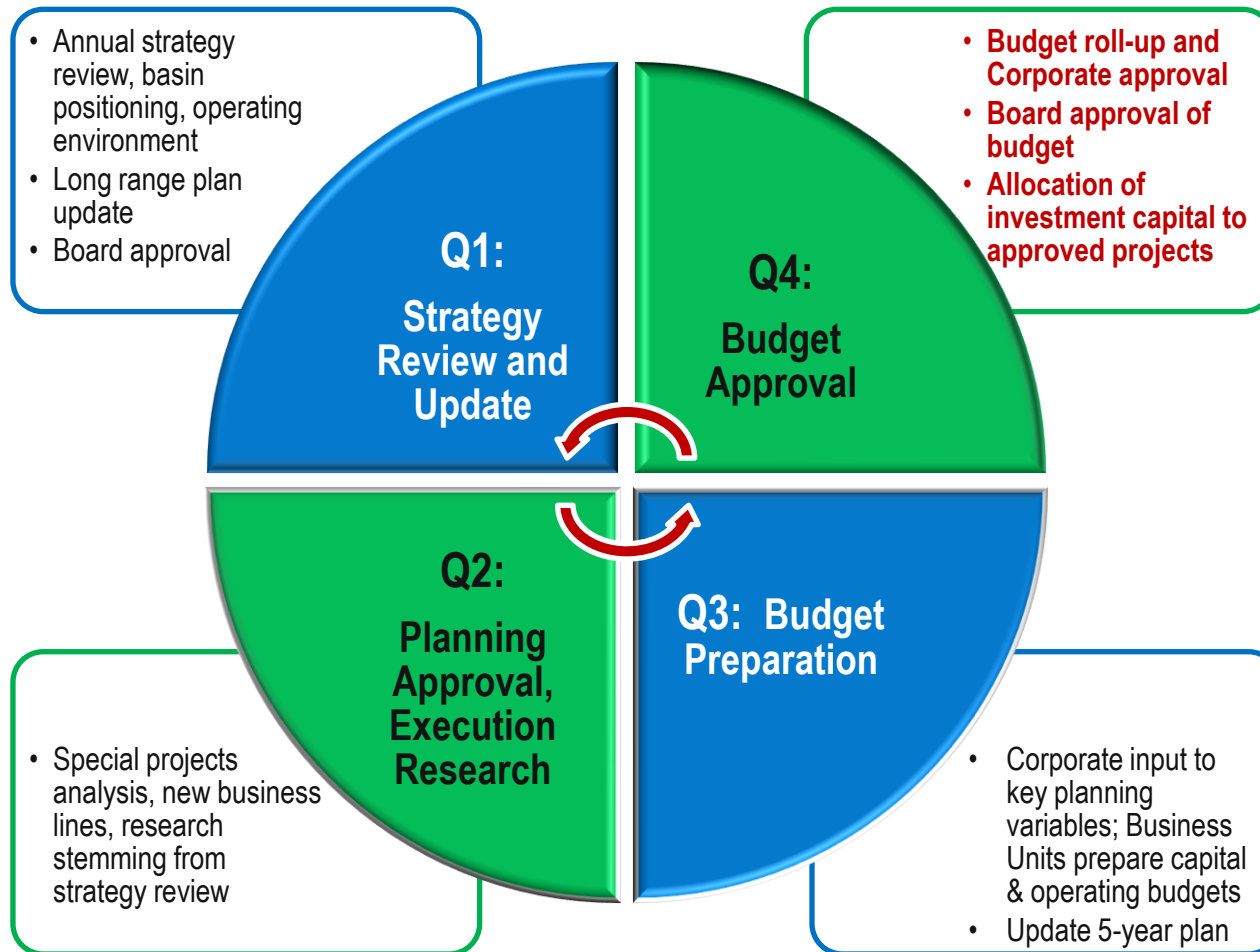 • Annual strategy
review, basin
positioning, operating
environment
• Long range plan
update
• Board approval
• Budget roll-up and
Corporate approval
• Board approval of
budget
• Allocation of
investment capital to
approved projects
Q1:
Strategy
Review and
Update
Q4:
Budget
Approval
Q2:
Planning
Approval,
Execution
Research
Q3: Budget
Preparation
• Special projects
analysis, new business
lines, research
stemming from
strategy review
• Corporate input to
key planning
variables; Business
Units prepare capital
& operating budgets
• Update 5-year plan